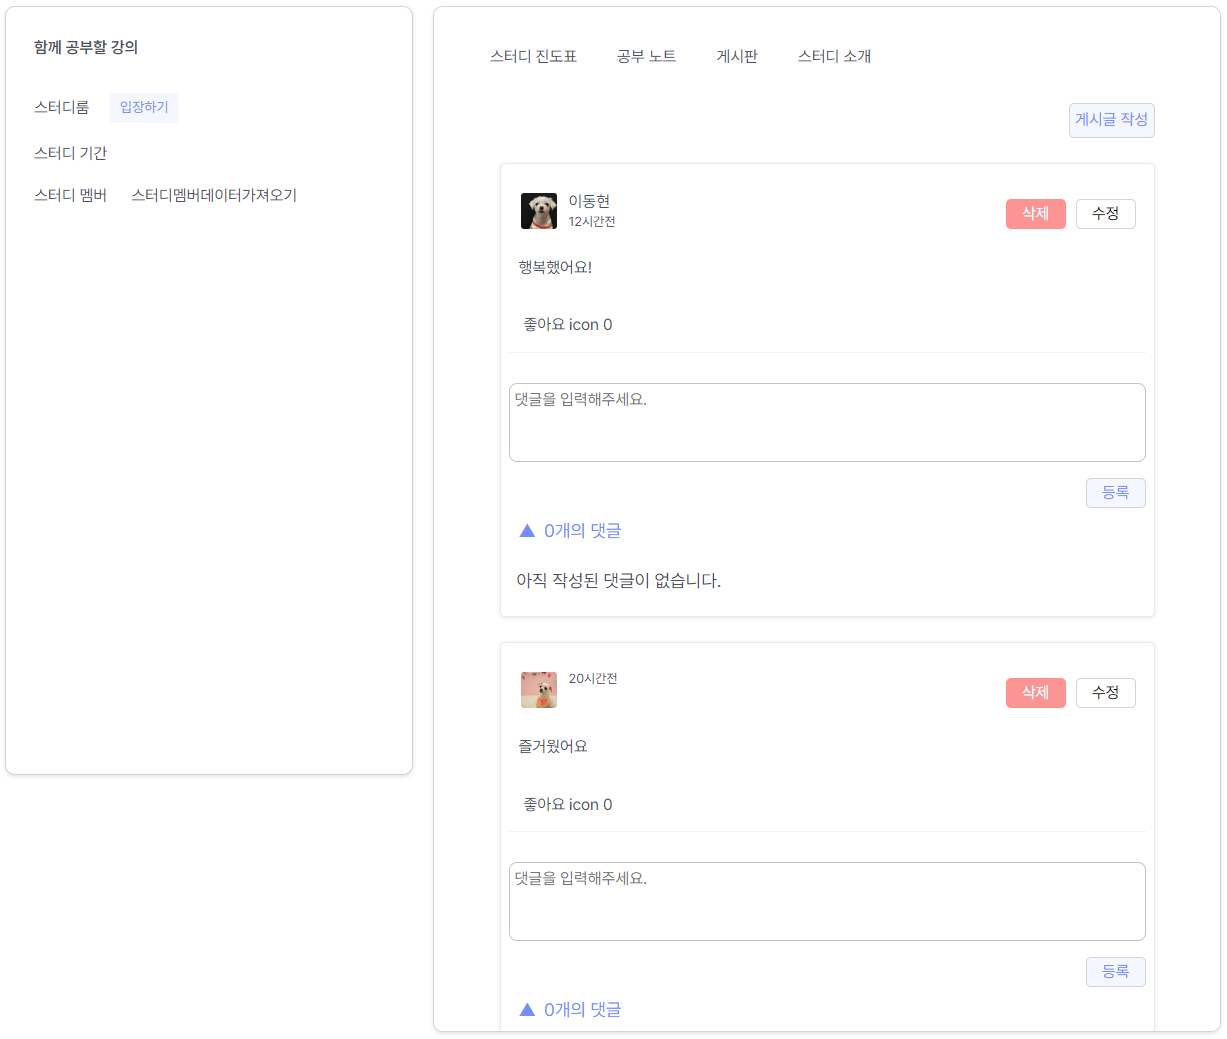 함께 공부할 강의
스터디룸 입장하기
스터디 기간
스터디 멤버 스터디멤버데이터가져오기
스터디 진도표 공부 노트 게시판 스터디 소개
게시글 작성
이동현
12시간전
삭제 수정
행복했어요!
좋아요 icon 0
댓글을 입력해주세요.
등록
▲ 0개의 댓글
아직 작성된 댓글이 없습니다.
20시간전
삭제 수정
즐거웠어요
좋아요 icon 0
댓글을 입력해주세요.
등록
▲ 0개의 댓글